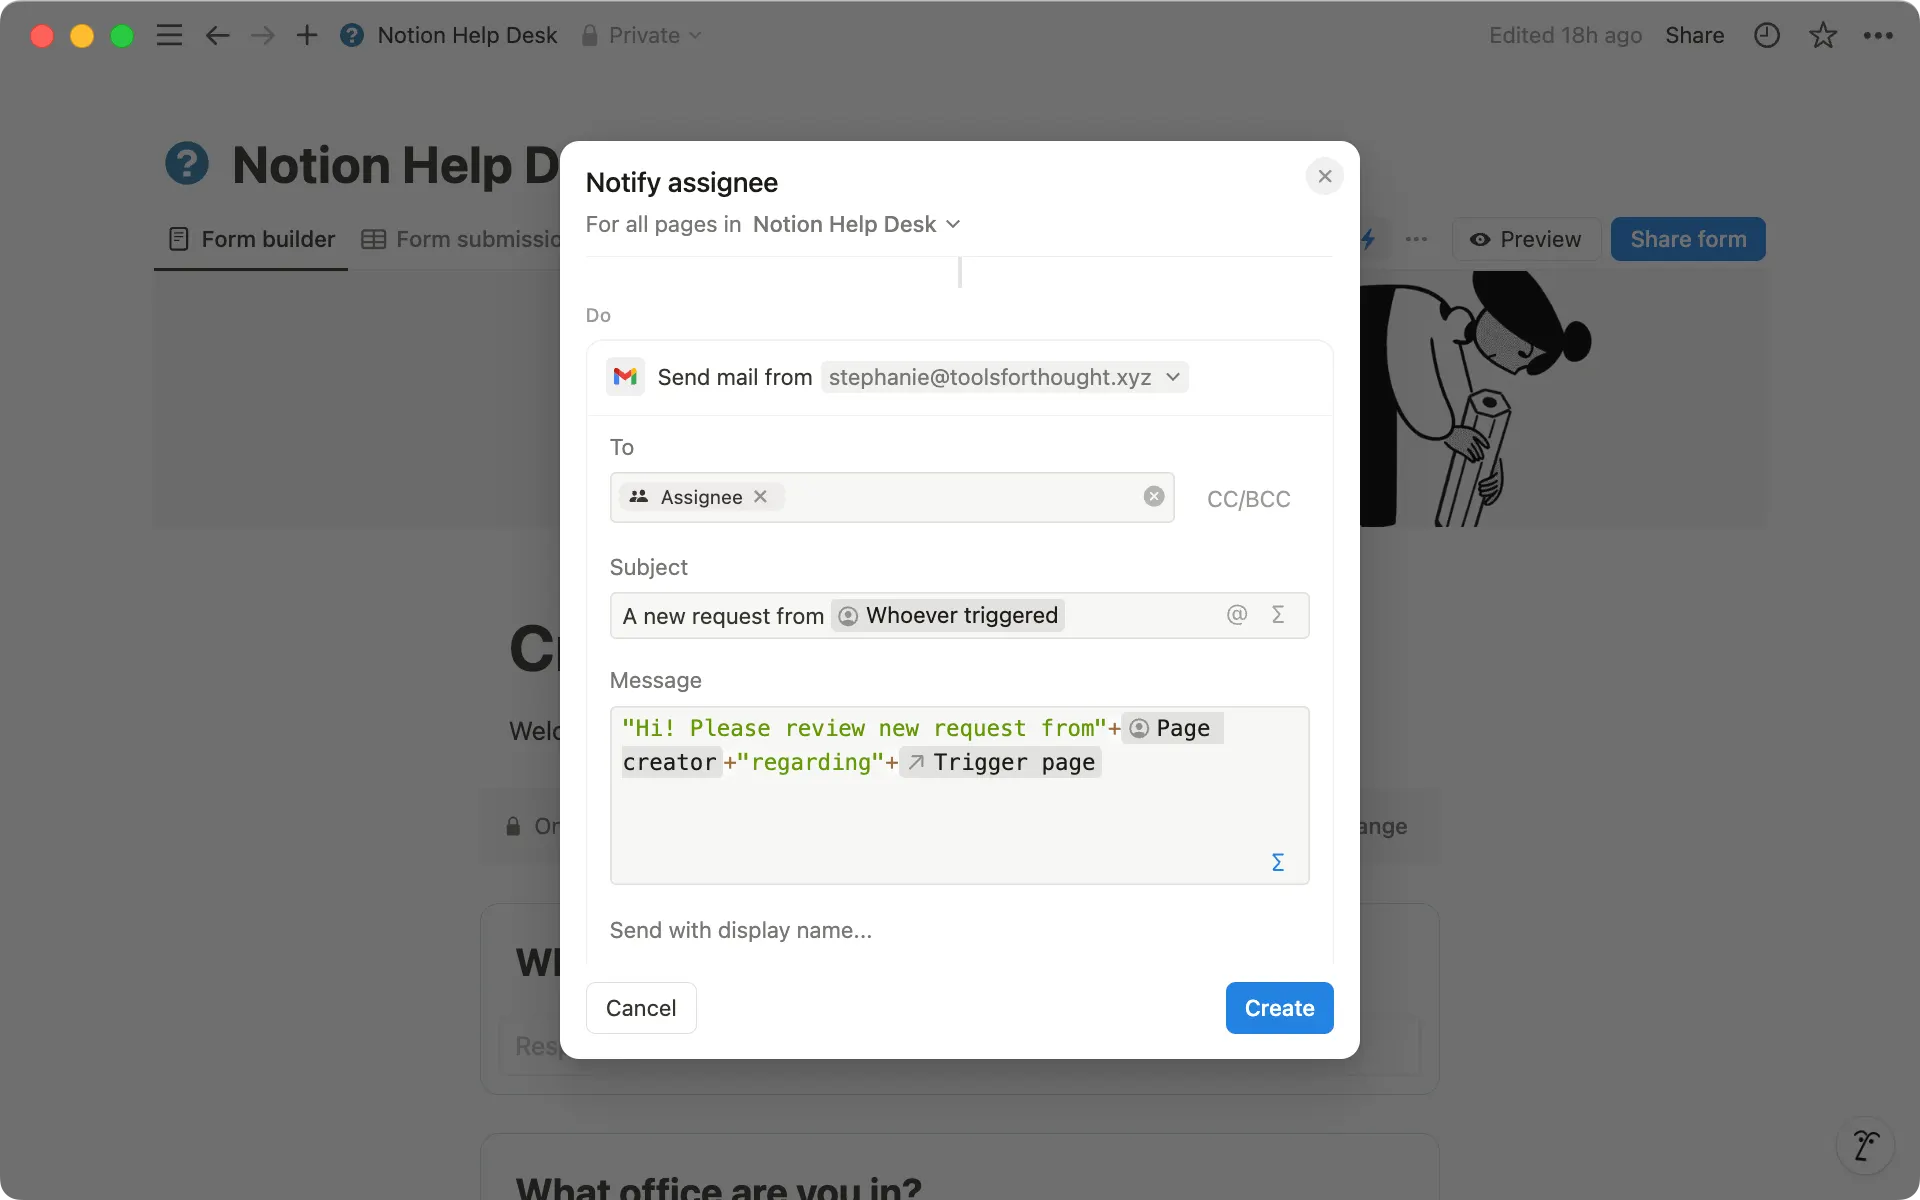 Notion Help Desk Private Edited 18h ago Share
Notion Help D
Form builder Form submissio Preview Share form
Notify assignee
For all pages in Notion Help Desk
Do
Send mail from stephanie@toolsforthought.xyz
To
Assignee
CC/BCC
Subject
A new request from Whoever triggered @ Σ
Message
"Hi! Please review new request from"+ Page
creator +"regarding"+ Trigger page
Σ
Send with display name...
Cancel Create
Welc
ange
Resp
What office are you in?